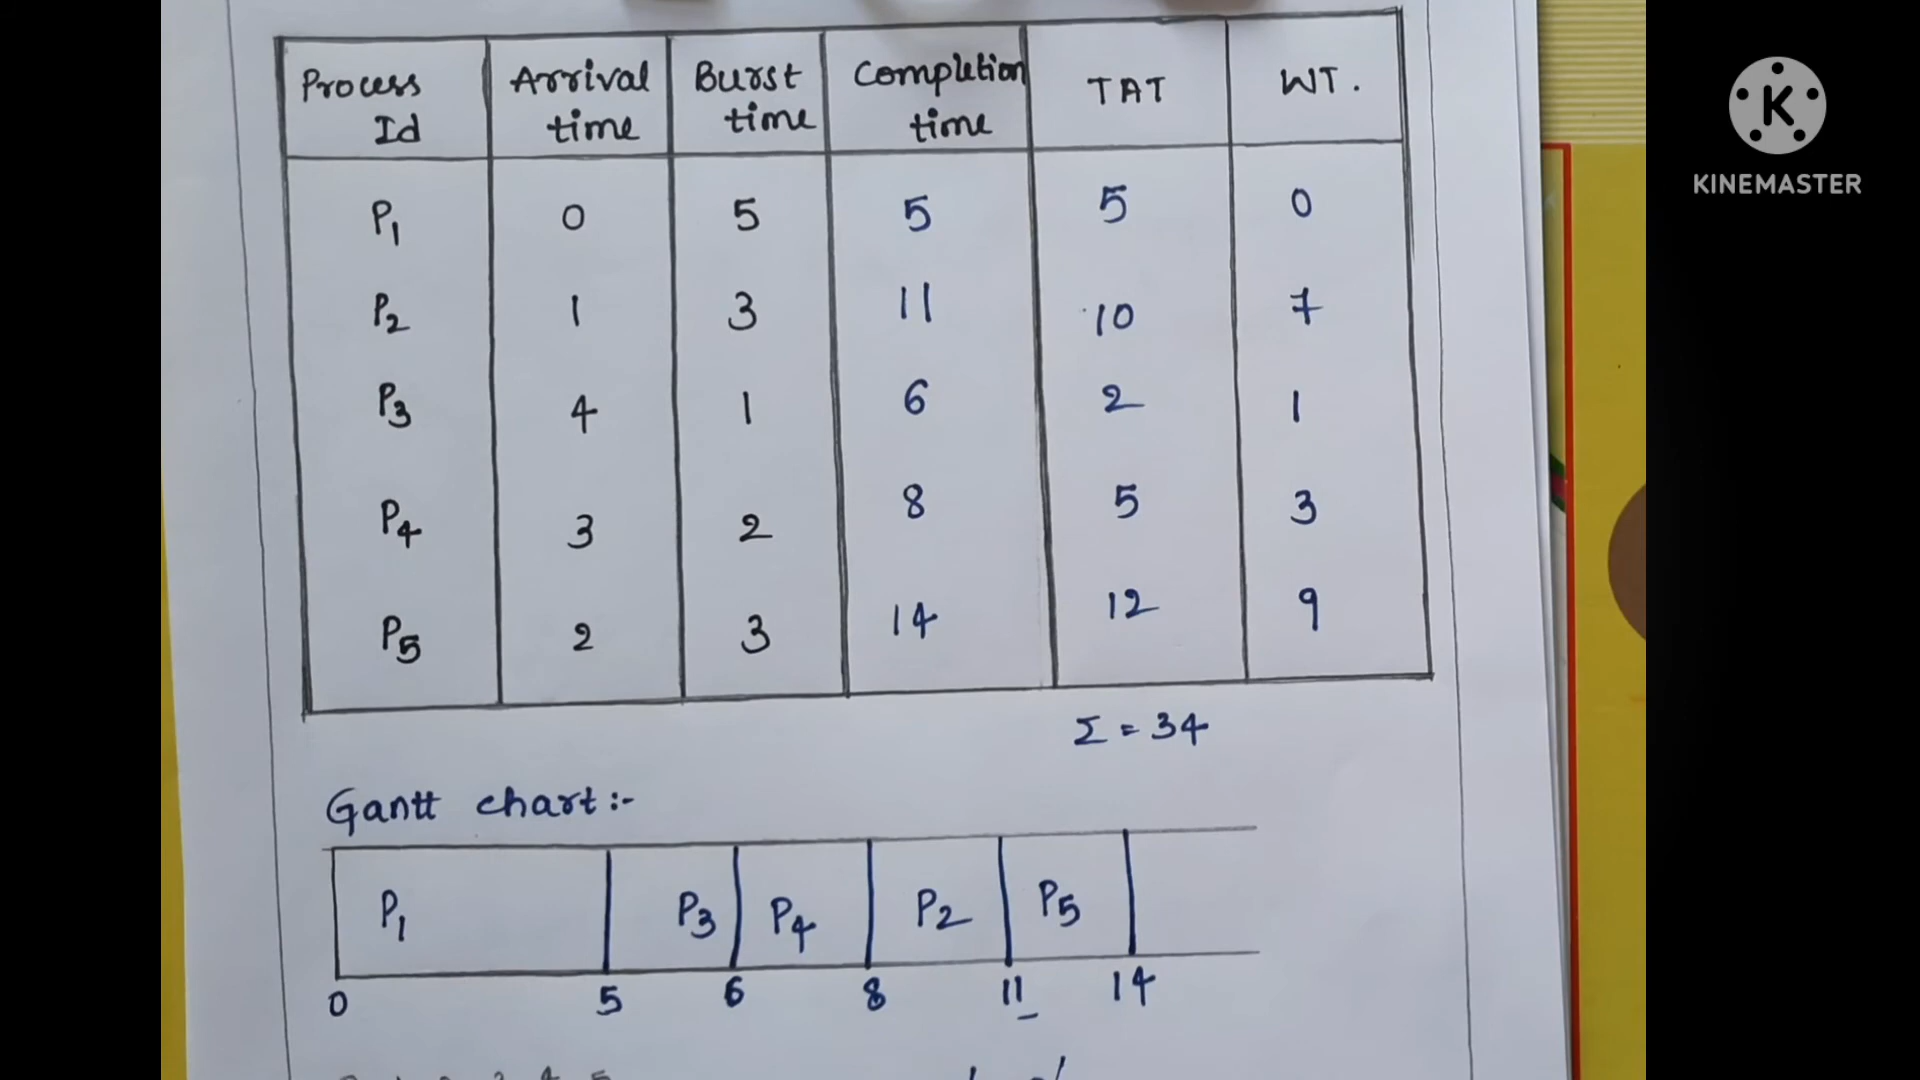 Process Id Arrival time Burst time Completion time TAT WT.
P1 0 5 5 5 0
P2 1 3 11 10 7
P3 4 1 6 2 1
P4 3 2 8 5 3
P5 2 3 14 12 9
Σ = 34
Gantt chart:-
P1 P3 P4 P2 P5
0 5 6 8 11 14
K
KINEMASTER